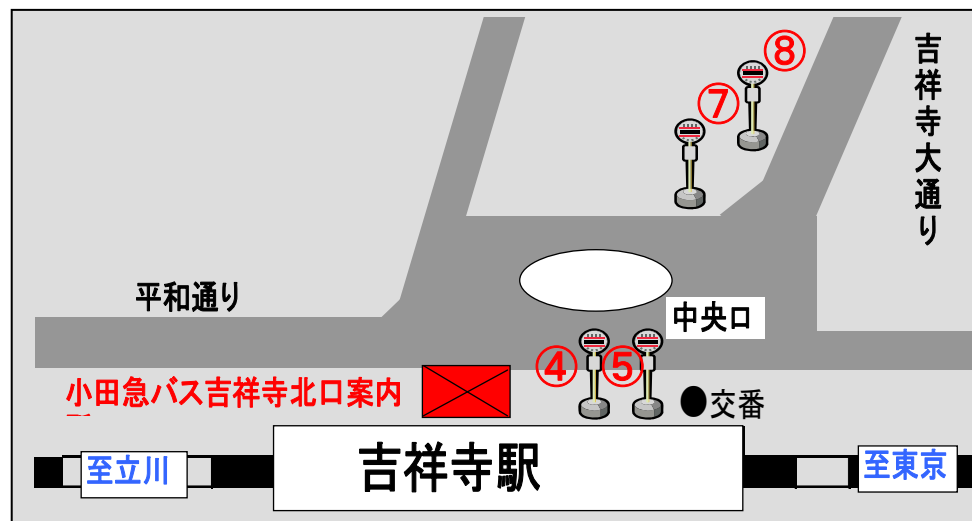 ⑧
⑦
吉祥寺大通り
平和通り
中央口
④
⑤
小田急バス吉祥寺北口案内
交番
吉祥寺駅
至立川
至東京